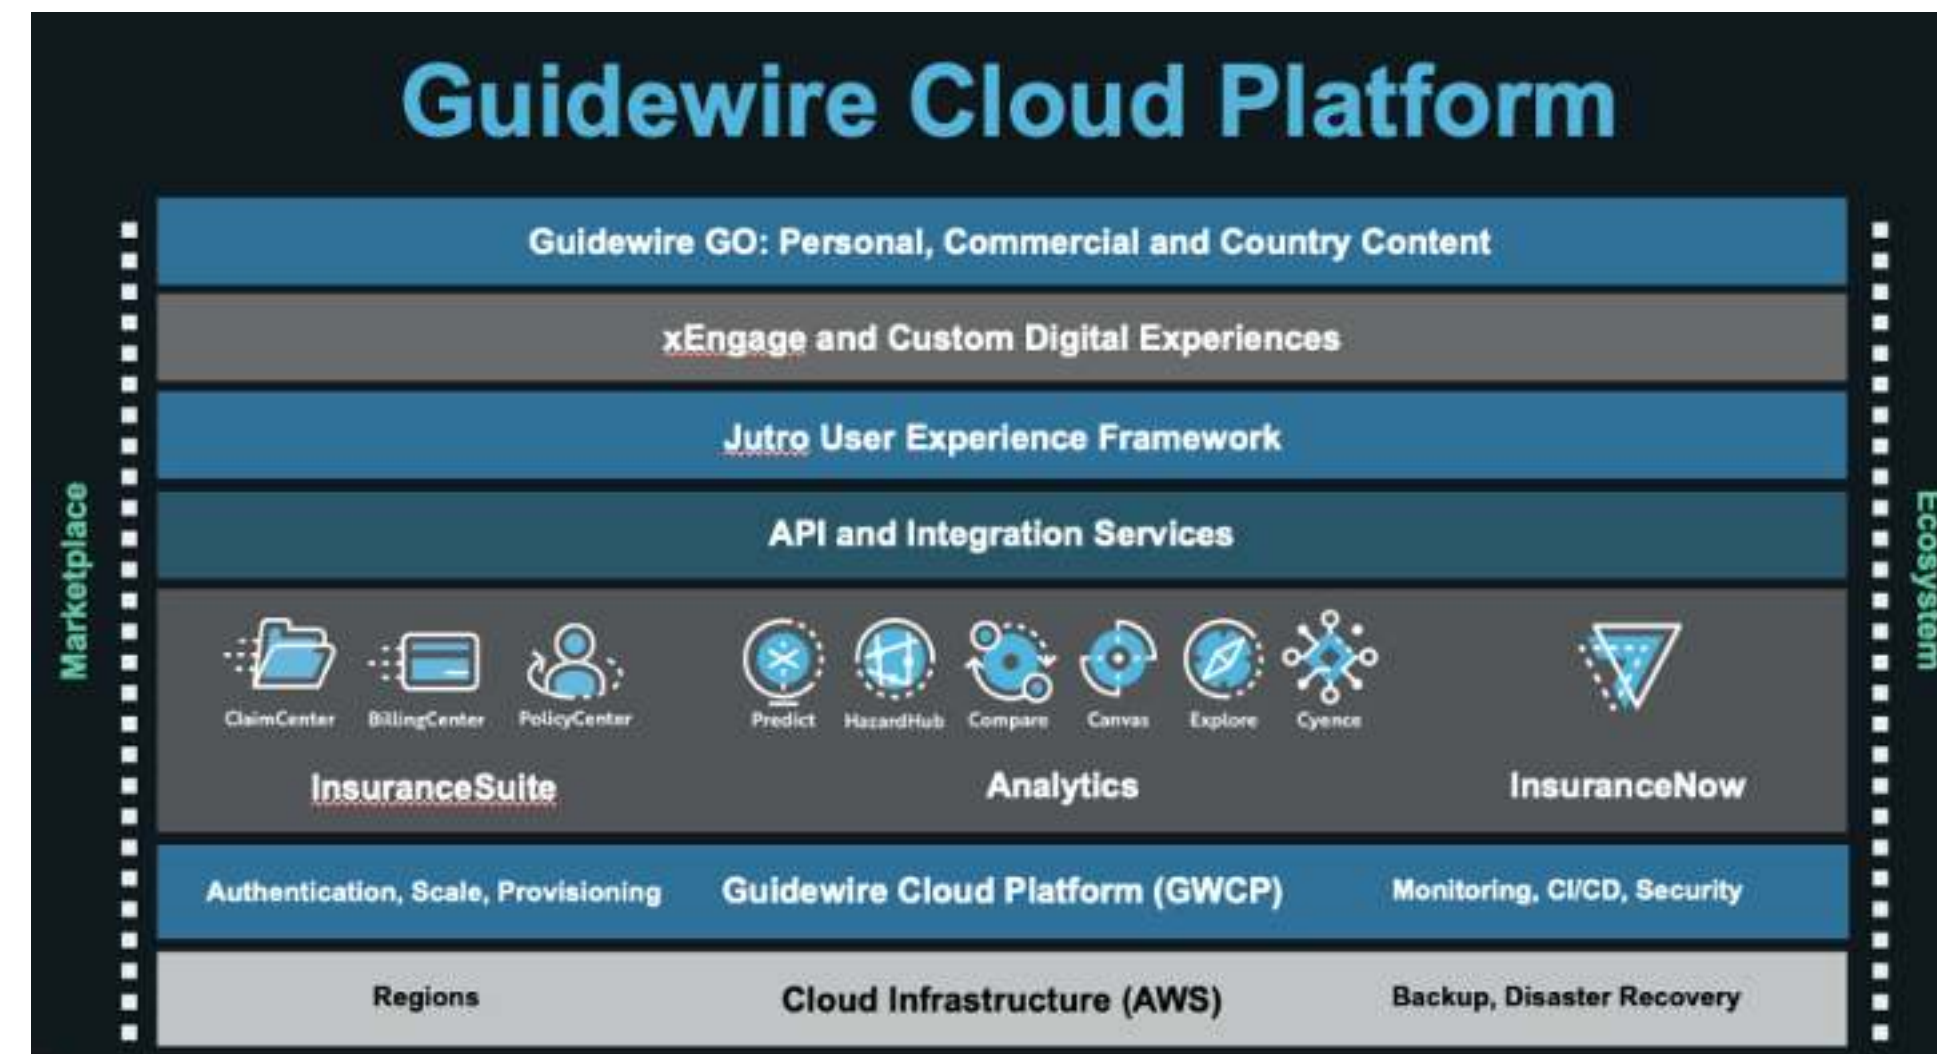 Guidewire Cloud Platform
Guidewire GO: Personal, Commercial and Country Content
xEngage and Custom Digital Experiences
Jutro User Experience Framework
API and Integration Services
Marketplace
Ecosystem
ClaimCenter BillingCenter PolicyCenter Predict HazardHub Compare Canvas Explore Cyence
InsuranceSuite Analytics InsuranceNow
Authentication, Scale, Provisioning Guidewire Cloud Platform (GWCP) Monitoring, CI/CD, Security
Regions Cloud Infrastructure (AWS) Backup, Disaster Recovery